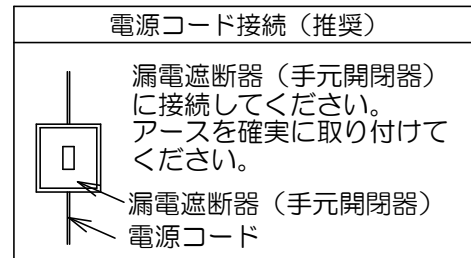 電源コード接続（推奨）
漏電遮断器（手元開閉器）
に接続してください。
アースを確実に取り付けて
ください。
漏電遮断器（手元開閉器）
電源コード